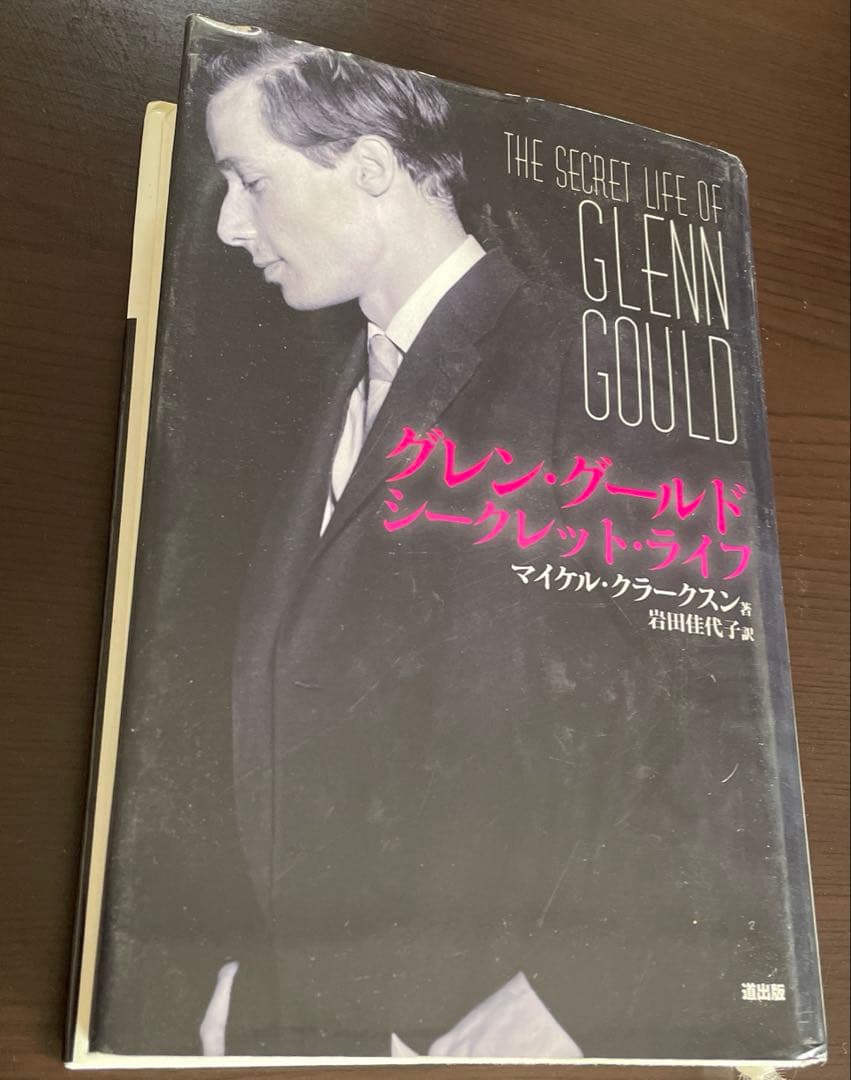 THE SECRET LIFE OF
GLENN
GOULD
グレン・グールド
シークレット・ライフ
マイケル・クラークスン 著
岩田佳代子 訳
道出版